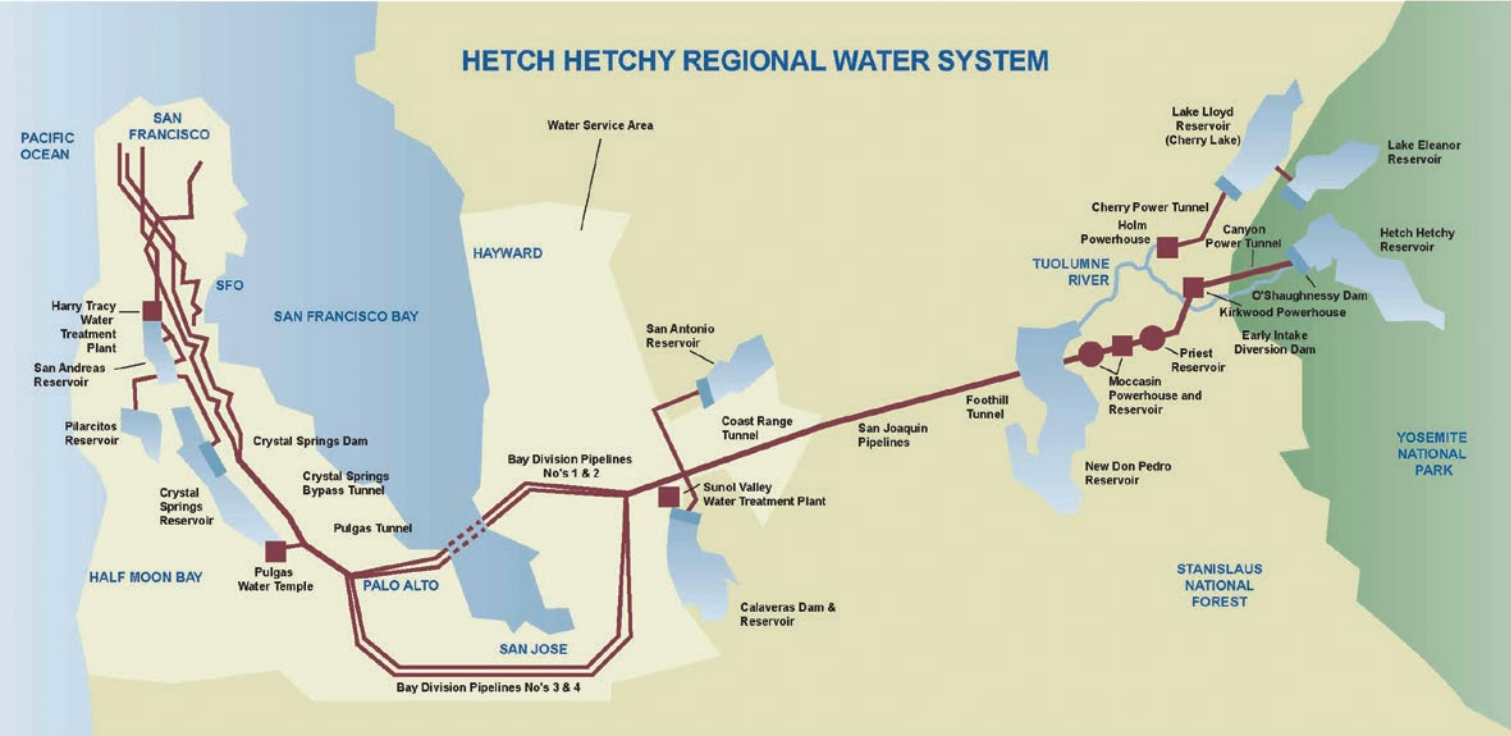 HETCH HETCHY REGIONAL WATER SYSTEM
PACIFIC
OCEAN
SAN
FRANCISCO
Water Service Area
Lake Lloyd
Reservoir
(Cherry Lake)
Lake Eleanor
Reservoir
Cherry Power Tunnel
Holm
Powerhouse
Canyon
Power Tunnel
Hetch Hetchy
Reservoir
HAYWARD
TUOLUMNE
RIVER
SFO
O'Shaughnessy Dam
Kirkwood Powerhouse
SAN FRANCISCO BAY
Harry Tracy
Water
Treatment
Plant
San Antonio
Reservoir
Early Intake
Diversion Dam
Priest
Reservoir
San Andreas
Reservoir
Moccasin
Powerhouse and
Reservoir
Foothill
Tunnel
Pilarcitos
Reservoir
Crystal Springs Dam
Coast Range
Tunnel
San Joaquin
Pipelines
YOSEMITE
NATIONAL
PARK
Bay Division Pipelines
No's 1 & 2
New Don Pedro
Reservoir
Crystal Springs
Bypass Tunnel
Crystal
Springs
Reservoir
Sunol Valley
Water Treatment Plant
Pulgas Tunnel
HALF MOON BAY
Pulgas
Water Temple
PALO ALTO
STANISLAUS
NATIONAL
FOREST
Calaveras Dam &
Reservoir
SAN JOSE
Bay Division Pipelines No's 3 & 4